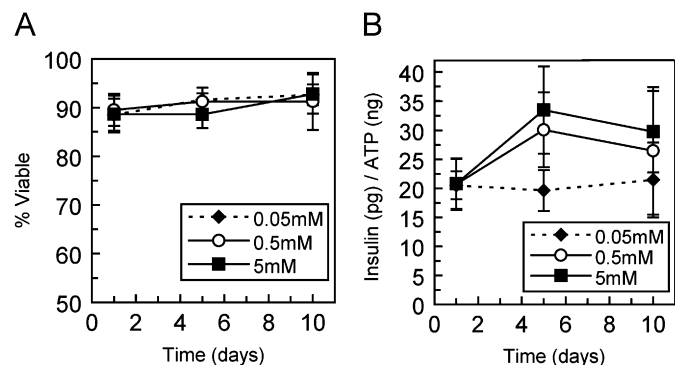 A
B
100
90
80
70
60
50
% Viable
0.05mM
0.5mM
5mM
0 2 4 6 8 10
Time (days)
40
35
30
25
20
15
10
5
0
Insulin (pg) / ATP (ng)
0.05mM
0.5mM
5mM
0 2 4 6 8 10
Time (days)